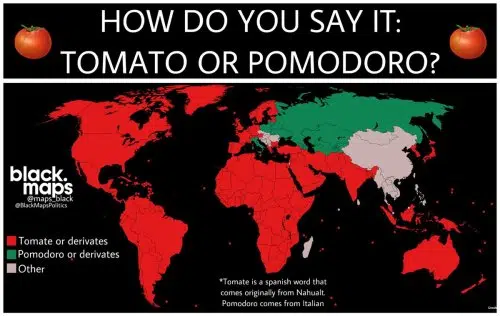 HOW DO YOU SAY IT:
TOMATO OR POMODORO?
black.
maps
@maps_black
@BlackMapsPolitics
Tomate or derivates
Pomodoro or derivates
Other
*Tomate is a spanish word that
comes originally from Nahualt.
Pomodoro comes from Italian